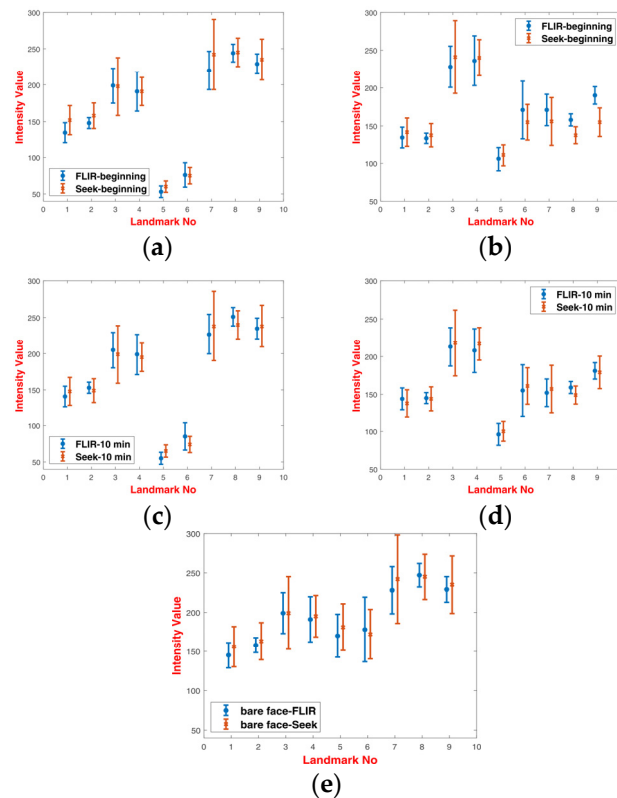 300
250
200
150
100
50
Intensity Value
FLIR-beginning
Seek-beginning
0 1 2 3 4 5 6 7 8 9 10
Landmark No
(a)
300
250
200
150
100
50
Intensity Value
FLIR-beginning
Seek-beginning
0 1 2 3 4 5 6 7 8 9
Landmark No
(b)
300
250
200
150
100
50
Intensity Value
FLIR-10 min
Seek-10 min
0 1 2 3 4 5 6 7 8 9 10
Landmark No
(c)
300
250
200
150
100
50
Intensity Value
FLIR-10 min
Seek-10 min
0 1 2 3 4 5 6 7 8 9
Landmark No
(d)
300
250
200
150
100
50
Intensity Value
bare face-FLIR
bare face-Seek
0 1 2 3 4 5 6 7 8 9 10
Landmark No
(e)